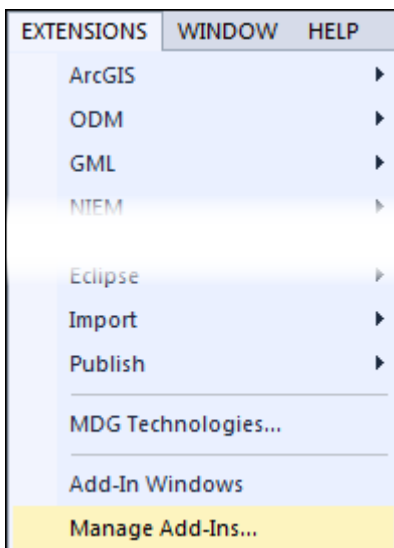 EXTENSIONS WINDOW HELP
ArcGIS
ODM
GML
NIEM
Eclipse
Import
Publish
MDG Technologies...
Add-In Windows
Manage Add-Ins...